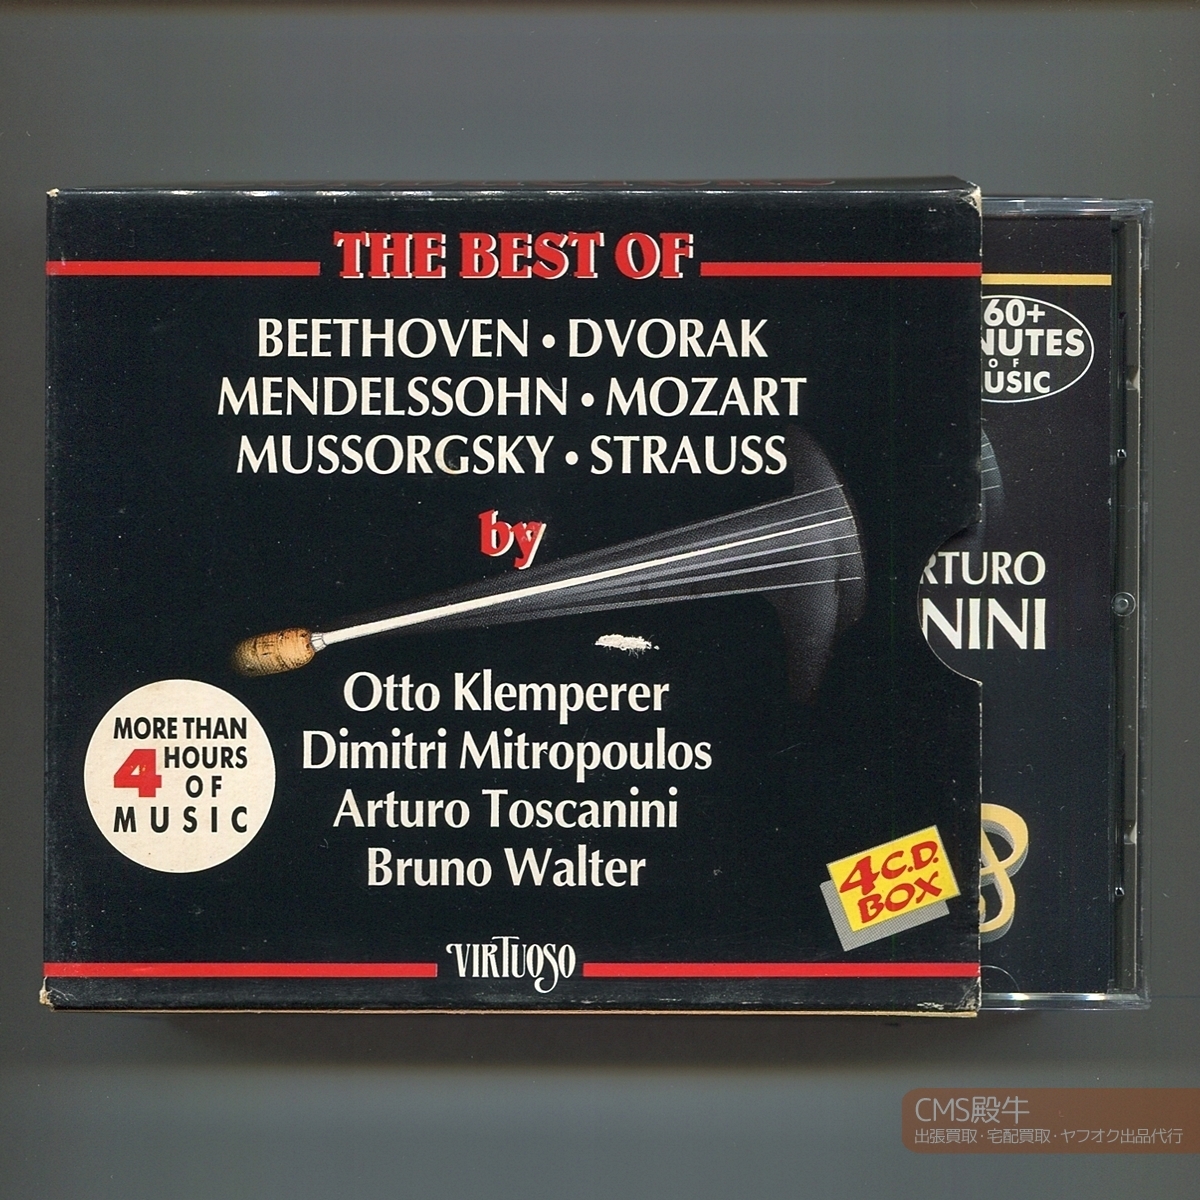 THE BEST OF
BEETHOVEN • DVORAK
MENDELSSOHN • MOZART
MUSSORGSKY • STRAUSS
by
Otto Klemperer
Dimitri Mitropoulos
Arturo Toscanini
Bruno Walter
MORE THAN
4 HOURS
OF
MUSIC
4 C.D.
BOX
VIRTUOSO
60+
NUTES
OF
USIC
RTURO
NINI
CMS殿牛
出張買取・宅配買取・ヤフオク出品代行